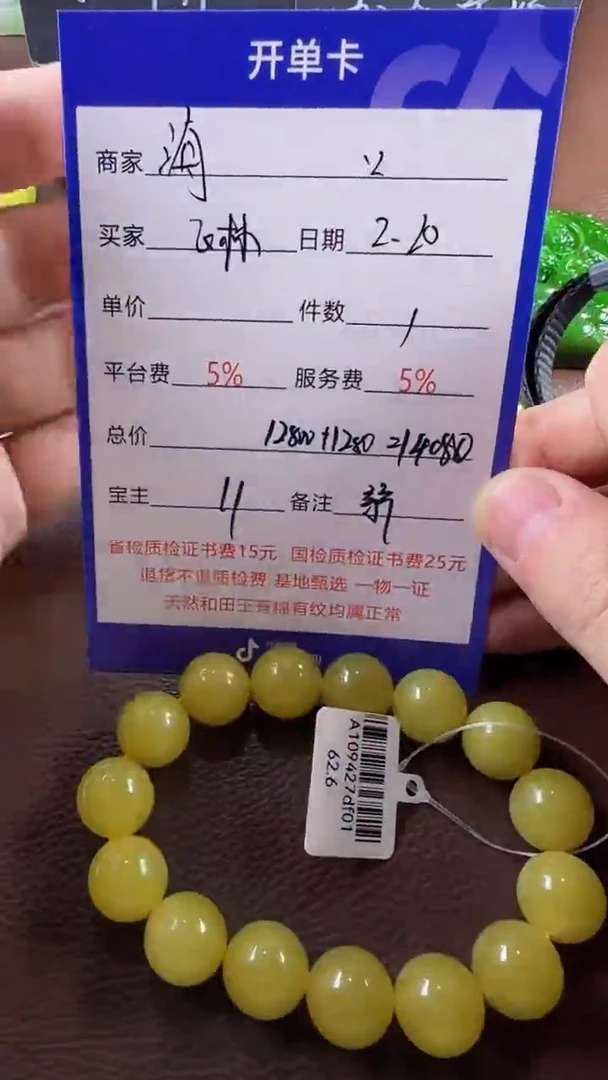 开单卡
商家 海
买家 日期 2-20
单价 件数 1
平台费 5% 服务费 5%
总价 12800+1280=14080
宝主 备注
省检质检证书费15元 国检质检证书费25元
退货不退质检费 基地甄选 一物一证
天然和田玉有棉有纹均属正常
A109427df01
62.6